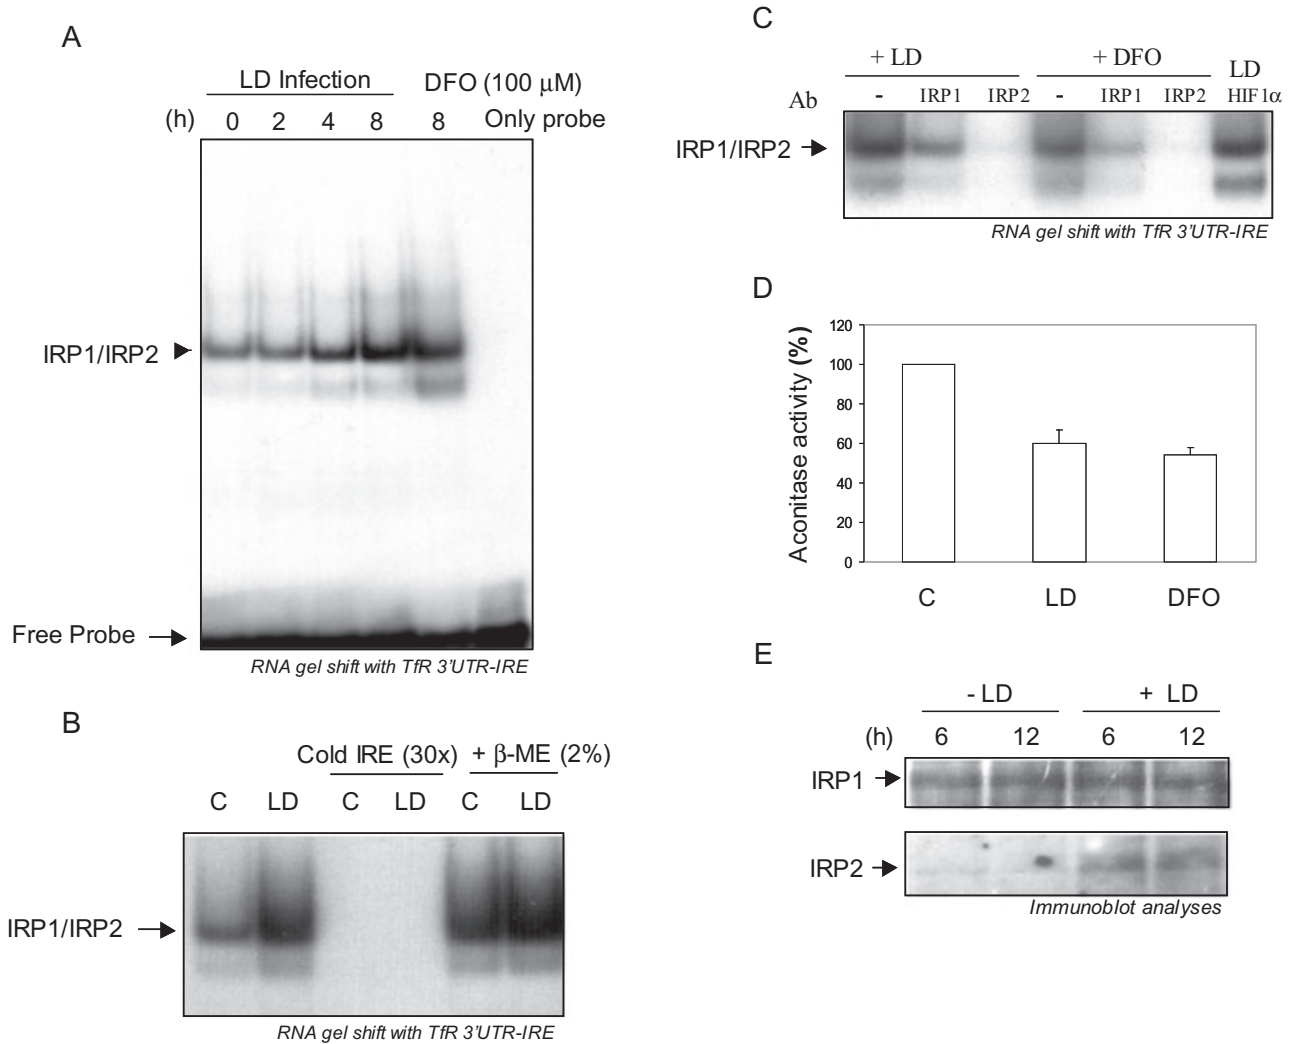 A
LD Infection
DFO (100 μM)
(h) 0 2 4 8 8 Only probe
IRP1/IRP2
Free Probe
RNA gel shift with TfR 3'UTR-IRE
B
Cold IRE (30x) + β-ME (2%)
C LD C LD C LD
IRP1/IRP2
RNA gel shift with TfR 3'UTR-IRE
C
+ LD + DFO LD
Ab - IRP1 IRP2 - IRP1 IRP2 HIF1α
IRP1/IRP2
RNA gel shift with TfR 3'UTR-IRE
D
Aconitase activity (%)
120
100
80
60
40
20
0
C LD DFO
E
- LD + LD
(h) 6 12 6 12
IRP1
IRP2
Immunoblot analyses